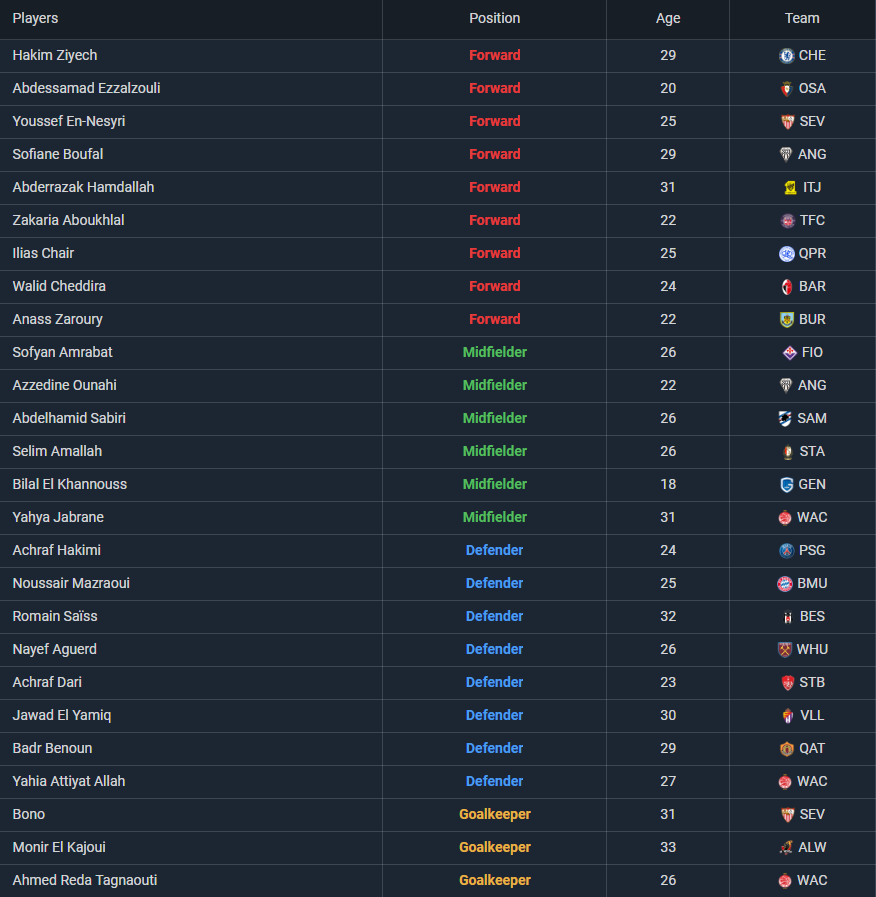 Players Position Age Team
Hakim Ziyech Forward 29 CHE
Abdessamad Ezzalzouli Forward 20 OSA
Youssef En-Nesyri Forward 25 SEV
Sofiane Boufal Forward 29 ANG
Abderrazak Hamdallah Forward 31 ITJ
Zakaria Aboukhlal Forward 22 TFC
Ilias Chair Forward 25 QPR
Walid Cheddira Forward 24 BAR
Anass Zaroury Forward 22 BUR
Sofyan Amrabat Midfielder 26 FIO
Azzedine Ounahi Midfielder 22 ANG
Abdelhamid Sabiri Midfielder 26 SAM
Selim Amallah Midfielder 26 STA
Bilal El Khannouss Midfielder 18 GEN
Yahya Jabrane Midfielder 31 WAC
Achraf Hakimi Defender 24 PSG
Noussair Mazraoui Defender 25 BMU
Romain Saïss Defender 32 BES
Nayef Aguerd Defender 26 WHU
Achraf Dari Defender 23 STB
Jawad El Yamiq Defender 30 VLL
Badr Benoun Defender 29 QAT
Yahia Attiyat Allah Defender 27 WAC
Bono Goalkeeper 31 SEV
Monir El Kajoui Goalkeeper 33 ALW
Ahmed Reda Tagnaouti Goalkeeper 26 WAC